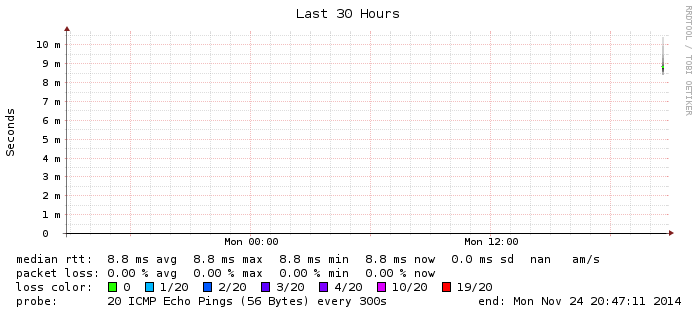 Last 30 Hours
RRDTOOL / TOBI OETIKER
Seconds
10 m
9 m
8 m
7 m
6 m
5 m
4 m
3 m
2 m
1 m
0
Mon 00:00 Mon 12:00
median rtt: 8.8 ms avg 8.8 ms max 8.8 ms min 8.8 ms now 0.0 ms sd nan am/s
packet loss: 0.00 % avg 0.00 % max 0.00 % min 0.00 % now
loss color: 0 1/20 2/20 3/20 4/20 10/20 19/20
probe: 20 ICMP Echo Pings (56 Bytes) every 300s end: Mon Nov 24 20:47:11 2014